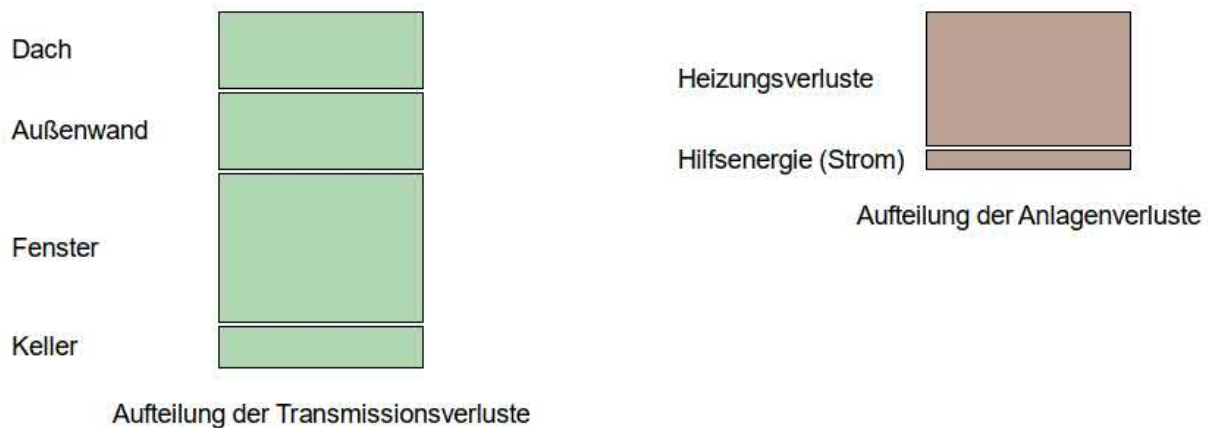 Dach
Außenwand
Fenster
Keller
Aufteilung der Transmissionsverluste
Heizungsverluste
Hilfsenergie (Strom)
Aufteilung der Anlagenverluste